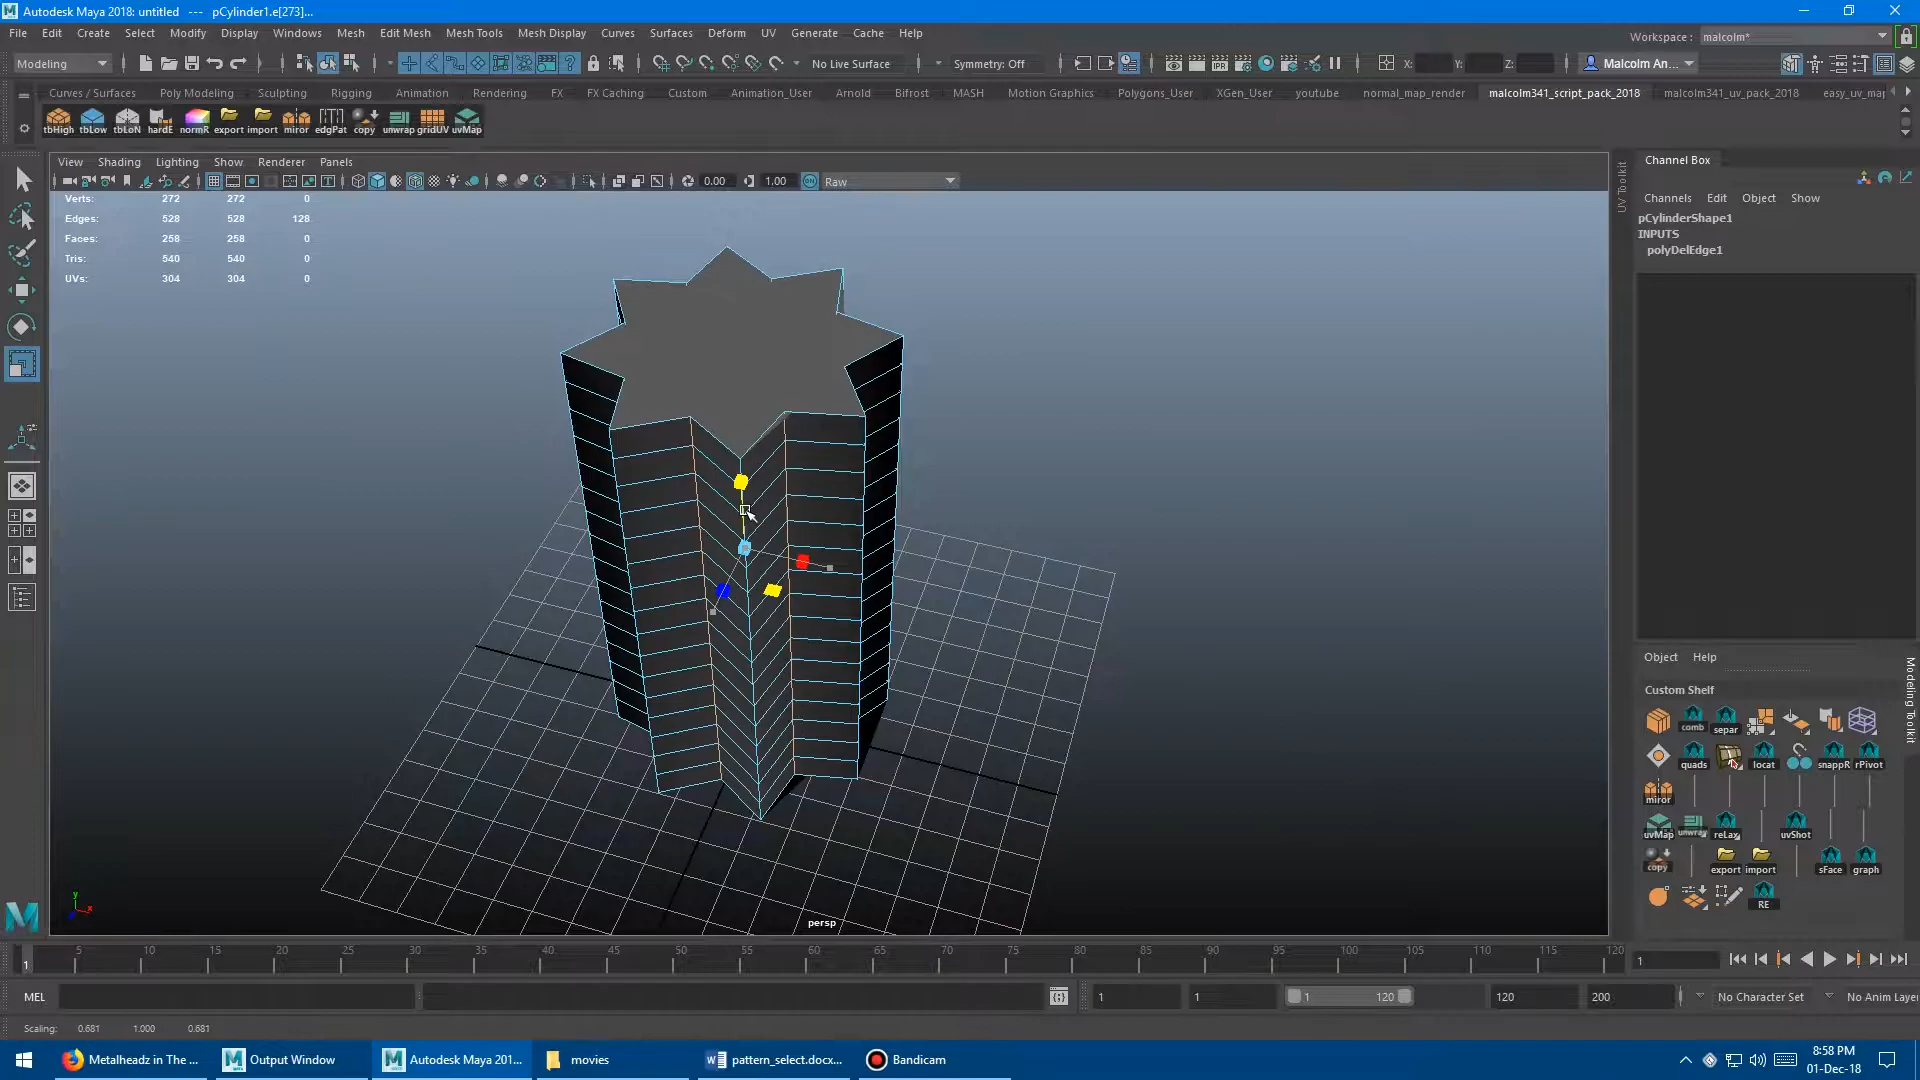 Autodesk Maya 2018: untitled --- pCylinder1.e[273]...
File Edit Create Select Modify Display Windows Mesh Edit Mesh Mesh Tools Mesh Display Curves Surfaces Deform UV Generate Cache Help
Workspace : malcolm*
Modeling
No Live Surface
Symmetry: Off
X: Y: Z:
Malcolm An...
Curves / Surfaces Poly Modeling Sculpting Rigging Animation Rendering FX FX Caching Custom Animation_User Arnold Bifrost MASH Motion Graphics Polygons_User XGen_User youtube normal_map_render malcolm341_script_pack_2018 malcolm341_uv_pack_2018 easy_uv_map
tbHigh tbLow tbLoN hardE normR export import miror edgPat copy unwrap gridUV uvMap
View Shading Lighting Show Renderer Panels
0.00 1.00 Raw
Verts: 272 272 0
Edges: 528 528 128
Faces: 258 258 0
Tris: 540 540 0
UVs: 304 304 0
persp
y
UV Toolkit
Channel Box
Channels Edit Object Show
pCylinderShape1
INPUTS
polyDelEdge1
Object Help
Custom Shelf
comb separ
quads locat snappR rPivot
miror
uvMap unwrap reLax uvShot
copy export import sFace graph
RE
Modeling Toolkit
5 10 15 20 25 30 35 40 45 50 55 60 65 70 75 80 85 90 95 100 105 110 115 120
1
1
MEL
1 1 1 120 120 200 No Character Set No Anim Layer
Scaling: 0.681 1.000 0.681
Metalheadz in The ... Output Window Autodesk Maya 201... movies pattern_select.docx... Bandicam
8:58 PM
01-Dec-18